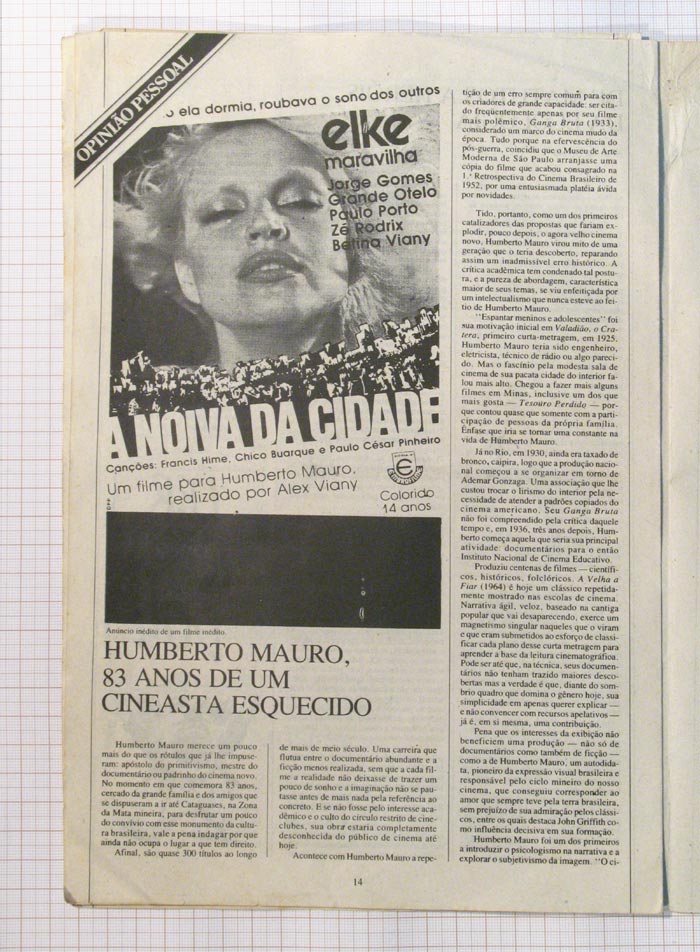 OPINIÃO PESSOAL
o ela dormia, roubava o sono dos outros
elke
maravilha
Jorge Gomes
Grande Otelo
Paulo Porto
Zé Rodrix
Betina Viany
A NOIVA DA CIDADE
Canções: Francis Hime, Chico Buarque e Paulo César Pinheiro
Um filme para Humberto Mauro,
realizado por Alex Viany
Colorido
14 anos
Anúncio inédito de um filme inédito.
HUMBERTO MAURO,
83 ANOS DE UM
CINEASTA ESQUECIDO
Humberto Mauro merece um pouco
mais do que os rótulos que já lhe impuse-
ram: apóstolo do primitivismo, mestre do
documentário ou padrinho do cinema novo.
No momento em que comemora 83 anos,
cercado da grande família e dos amigos que
se dispuseram a ir até Cataguases, na Zona
da Mata mineira, para desfrutar um pouco
do convívio com esse monumento da cultu-
ra brasileira, vale a pena indagar por que
ainda não ocupa o lugar a que tem direito.
Afinal, são quase 300 títulos ao longo
de mais de meio século. Uma carreira que
flutua entre o documentário abundante e a
ficção menos realizada, sem que a cada fil-
me a realidade não deixasse de trazer um
pouco de sonho e a imaginação não se pau-
tasse antes de mais nada pela referência ao
concreto. E se não fosse pelo interesse aca-
dêmico e o culto do círculo restrito de cine-
clubes, sua obra estaria completamente
desconhecida do público de cinema até
hoje.
Acontece com Humberto Mauro a repe-
tição de um erro sempre comum para com
os criadores de grande capacidade: ser cita-
do freqüentemente apenas por seu filme
mais polêmico, Ganga Bruta (1933),
considerado um marco do cinema mudo da
época. Tudo porque na efervescência do
pós-guerra, coincidiu que o Museu de Arte
Moderna de São Paulo arranjasse uma
cópia do filme que acabou consagrado na
1.ª Retrospectiva do Cinema Brasileiro de
1952, por uma entusiasmada platéia ávida
por novidades.
Tido, portanto, como um dos primeiros
catalizadores das propostas que fariam ex-
plodir, pouco depois, o agora velho cinema
novo, Humberto Mauro virou mito de uma
geração que o teria descoberto, reparando
assim um inadmissível erro histórico. A
crítica acadêmica tem condenado tal postu-
ra, e a pureza de abordagem, característica
maior de seus temas, se viu enfeitiçada por
um intelectualismo que nunca esteve ao fei-
tio de Humberto Mauro.
"Espantar meninos e adolescentes" foi
sua motivação inicial em Valadião, o Cra-
tera, primeiro curta-metragem, em 1925.
Humberto Mauro teria sido engenheiro,
eletricista, técnico de rádio ou algo pareci-
do. Mas o fascínio pela modesta sala de
cinema de sua pacata cidade do interior fa-
lou mais alto. Chegou a fazer mais alguns
filmes em Minas, inclusive um dos que
mais gosta — Tesouro Perdido — por-
que contou quase que somente com a parti-
cipação de pessoas da própria família.
Ênfase que iria se tornar uma constante na
vida de Humberto Mauro.
Já no Rio, em 1930, ainda era taxado de
bronco, caipira, logo que a produção nacio-
nal começou a se organizar em torno de
Ademar Gonzaga. Uma associação que lhe
custou trocar o lirismo do interior pela ne-
cessidade de atender a padrões copiados do
cinema americano. Seu Ganga Bruta
não foi compreendido pela crítica daquele
tempo e, em 1936, três anos depois, Hum-
berto começa aquela que seria sua principal
atividade: documentários para o então
Instituto Nacional de Cinema Educativo.
Produziu centenas de filmes — científi-
cos, históricos, folclóricos. A Velha a
Fiar (1964) é hoje um clássico repetida-
mente mostrado nas escolas de cinema.
Narrativa ágil, veloz, baseado na cantiga
popular que vai desaparecendo, exerce um
magnetismo singular naqueles que o viram
e que eram submetidos ao esforço de classi-
ficar cada plano desse curta metragem para
aprender a base da leitura cinematográfica.
Pode ser até que, na técnica, seus documen-
tários não tenham trazido maiores desco-
bertas mas a verdade é que, diante do som-
brio quadro que domina o gênero hoje, sua
simplicidade em apenas querer explicar —
e não convencer com recursos apelativos —
já é, em si mesma, uma contribuição.
Pena que os interesses da exibição não
beneficiem uma produção — não só de
documentários como também de ficção —
como a de Humberto Mauro, um autodida-
ta, pioneiro da expressão visual brasileira e
responsável pelo ciclo mineiro do nosso
cinema, que conseguiu corresponder ao
amor que sempre teve pela terra brasileira,
sem prejuízo de sua admiração pelos clássi-
cos, entre os quais destaca John Griffith co-
mo influência decisiva em sua formação.
Humberto Mauro foi um dos primeiros
a introduzir o psicologismo na narrativa e a
explorar o subjetivismo da imagem. "O ci-
14